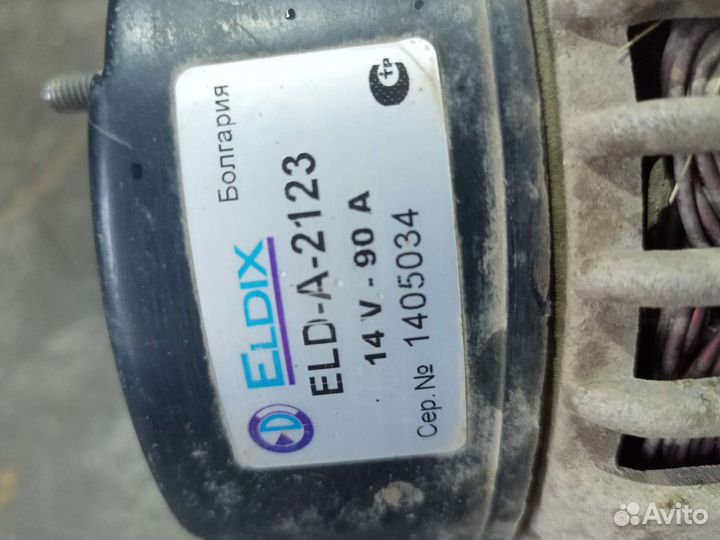 ELDIX Болгария
ELD-A-2123
14 V - 90 A
Сер. № 1405034
Avito